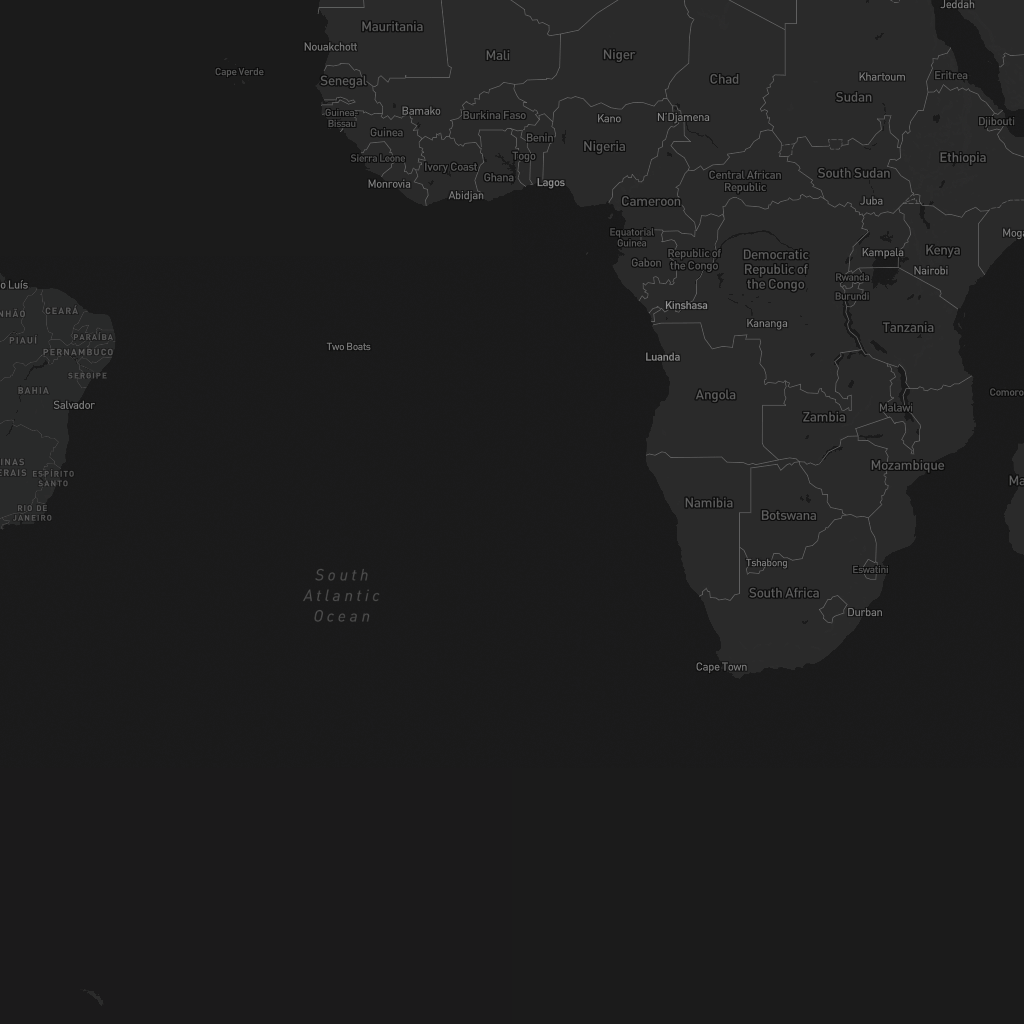 Jeddah
Mauritania
Nouakchott
Mali
Niger
Cape Verde
Senegal
Chad
Khartoum
Eritrea
Sudan
Guinea-
Bissau
Bamako
Burkina Faso
Kano
N'Djamena
Djibouti
Guinea
Benin
Nigeria
Sierra Leone
Ivory Coast
Togo
Ethiopia
Ghana
Central African
Republic
South Sudan
Monrovia
Lagos
Abidjan
Cameroon
Juba
Equatorial
Guinea
Moga
Republic of
the Congo
Gabon
Democratic
Republic of
the Congo
Kampala
Kenya
Nairobi
Rwanda
Burundi
o Luís
NHÃO
CEARÁ
Kinshasa
Kananga
Tanzania
PIAUÍ
PARAÍBA
PERNAMBUCO
Two Boats
Luanda
SERGIPE
BAHIA
Salvador
Angola
Comoro
Malawi
Zambia
INAS
ERAIS
ESPÍRITO
SANTO
Mozambique
Ma
RIO DE
JANEIRO
Namibia
Botswana
Tshabong
Eswatini
South
Atlantic
Ocean
South Africa
Durban
Cape Town